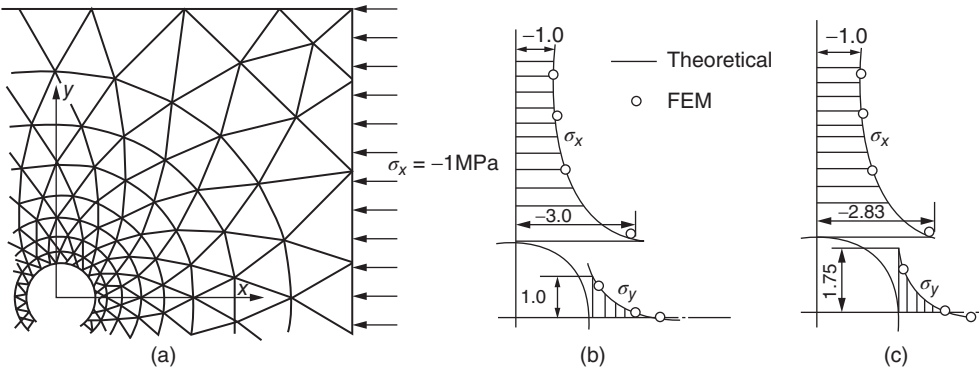 y
x
σx = −1MPa
(a)
−1.0
σx
−3.0
1.0
σy
(b)
Theoretical
FEM
−1.0
σx
−2.83
1.75
σy
(c)